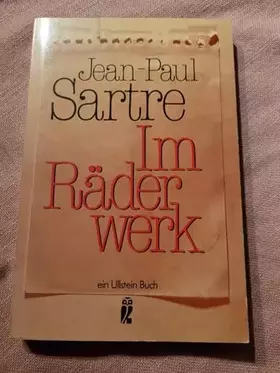 Jean-Paul
Sartre
Im
Räder
werk
ein Ullstein Buch